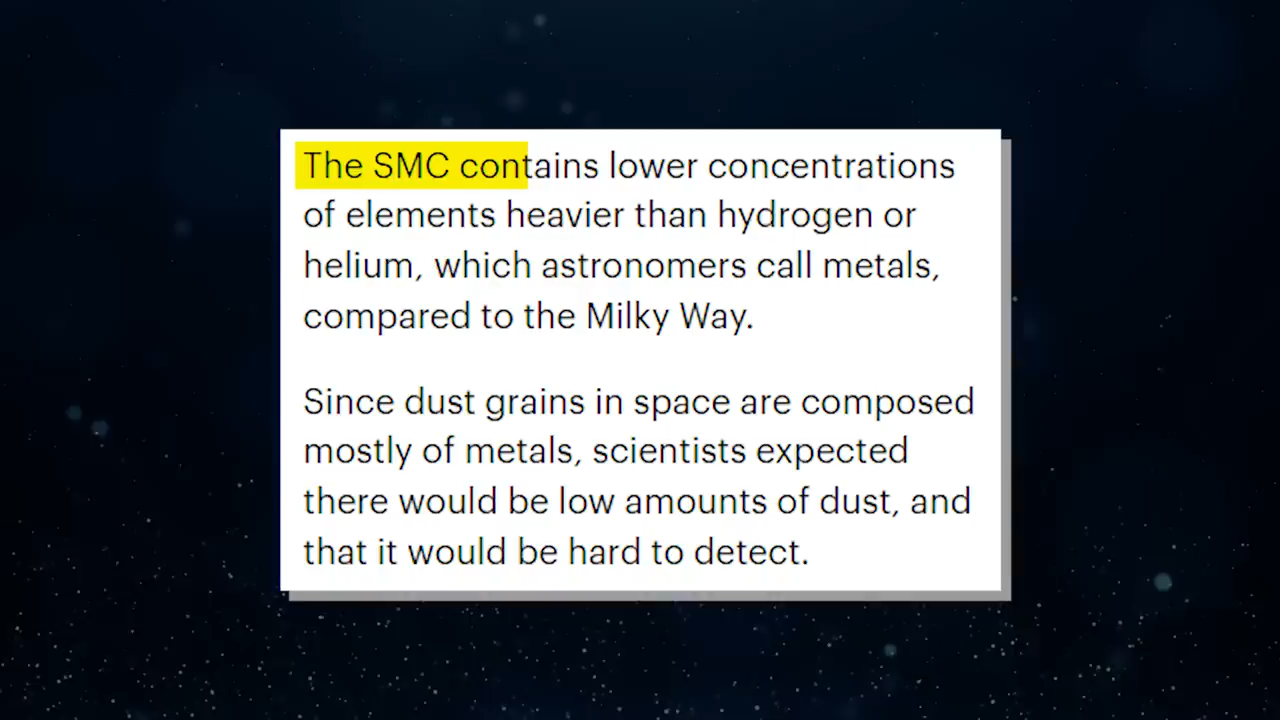 The SMC contains lower concentrations
of elements heavier than hydrogen or
helium, which astronomers call metals,
compared to the Milky Way.
Since dust grains in space are composed
mostly of metals, scientists expected
there would be low amounts of dust, and
that it would be hard to detect.